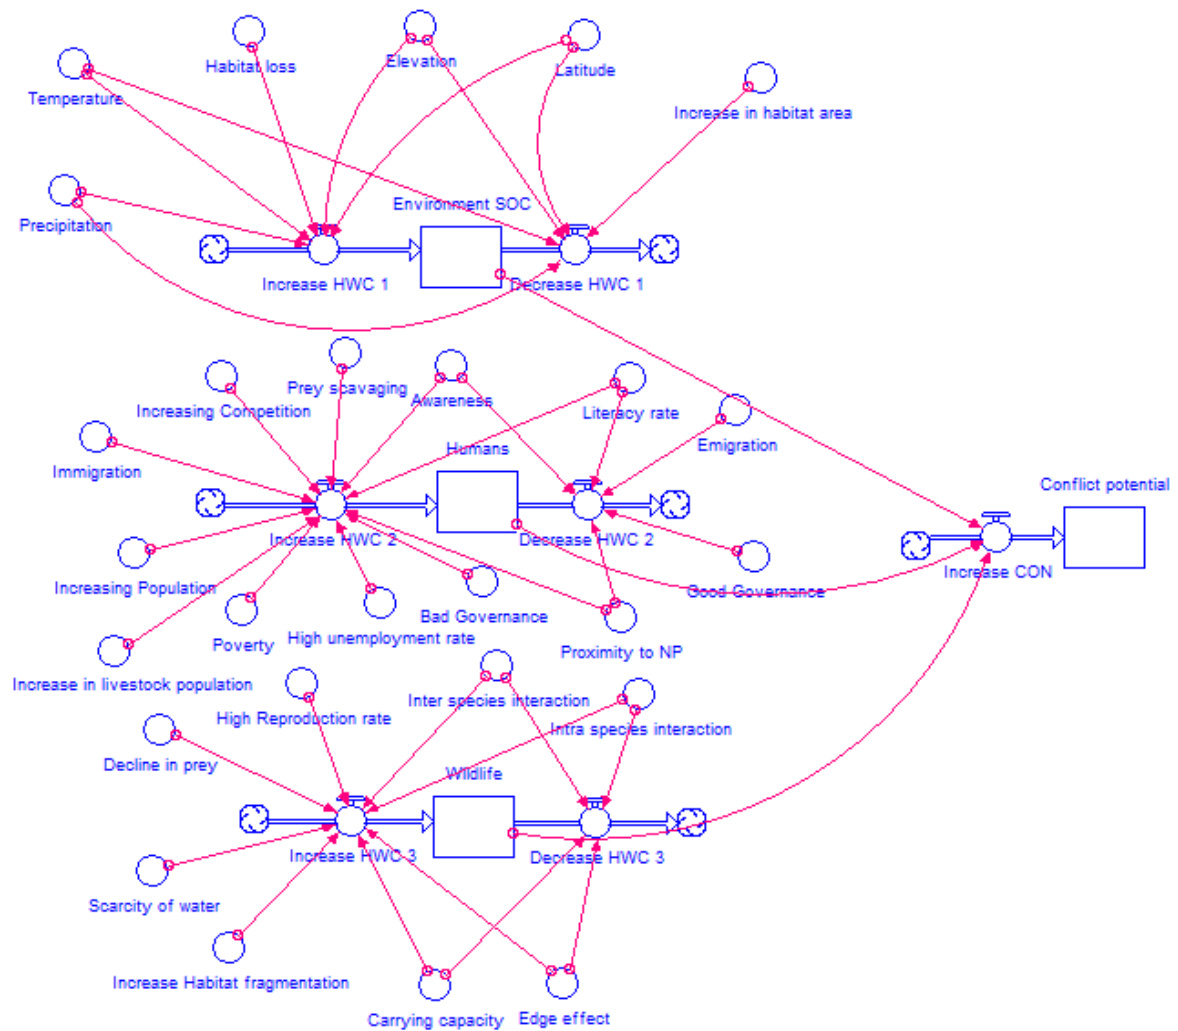 Habitat loss
Elevation
Latitude
Temperature
Increase in habitat area
Precipitation
Environment SOC
Increase HWC 1
Decrease HWC 1
Prey scavaging
Awareness
Increasing Competition
Literacy rate
Emigration
Immigration
Humans
Conflict potential
Increase HWC 2
Decrease HWC 2
Increase CON
Increasing Population
Good Governance
Bad Governance
High unemployment rate
Poverty
Proximity to NP
Increase in livestock population
Inter species interaction
High Reproduction rate
Intra species interaction
Decline in prey
Wildlife
Increase HWC 3
Decrease HWC 3
Scarcity of water
Increase Habitat fragmentation
Carrying capacity
Edge effect